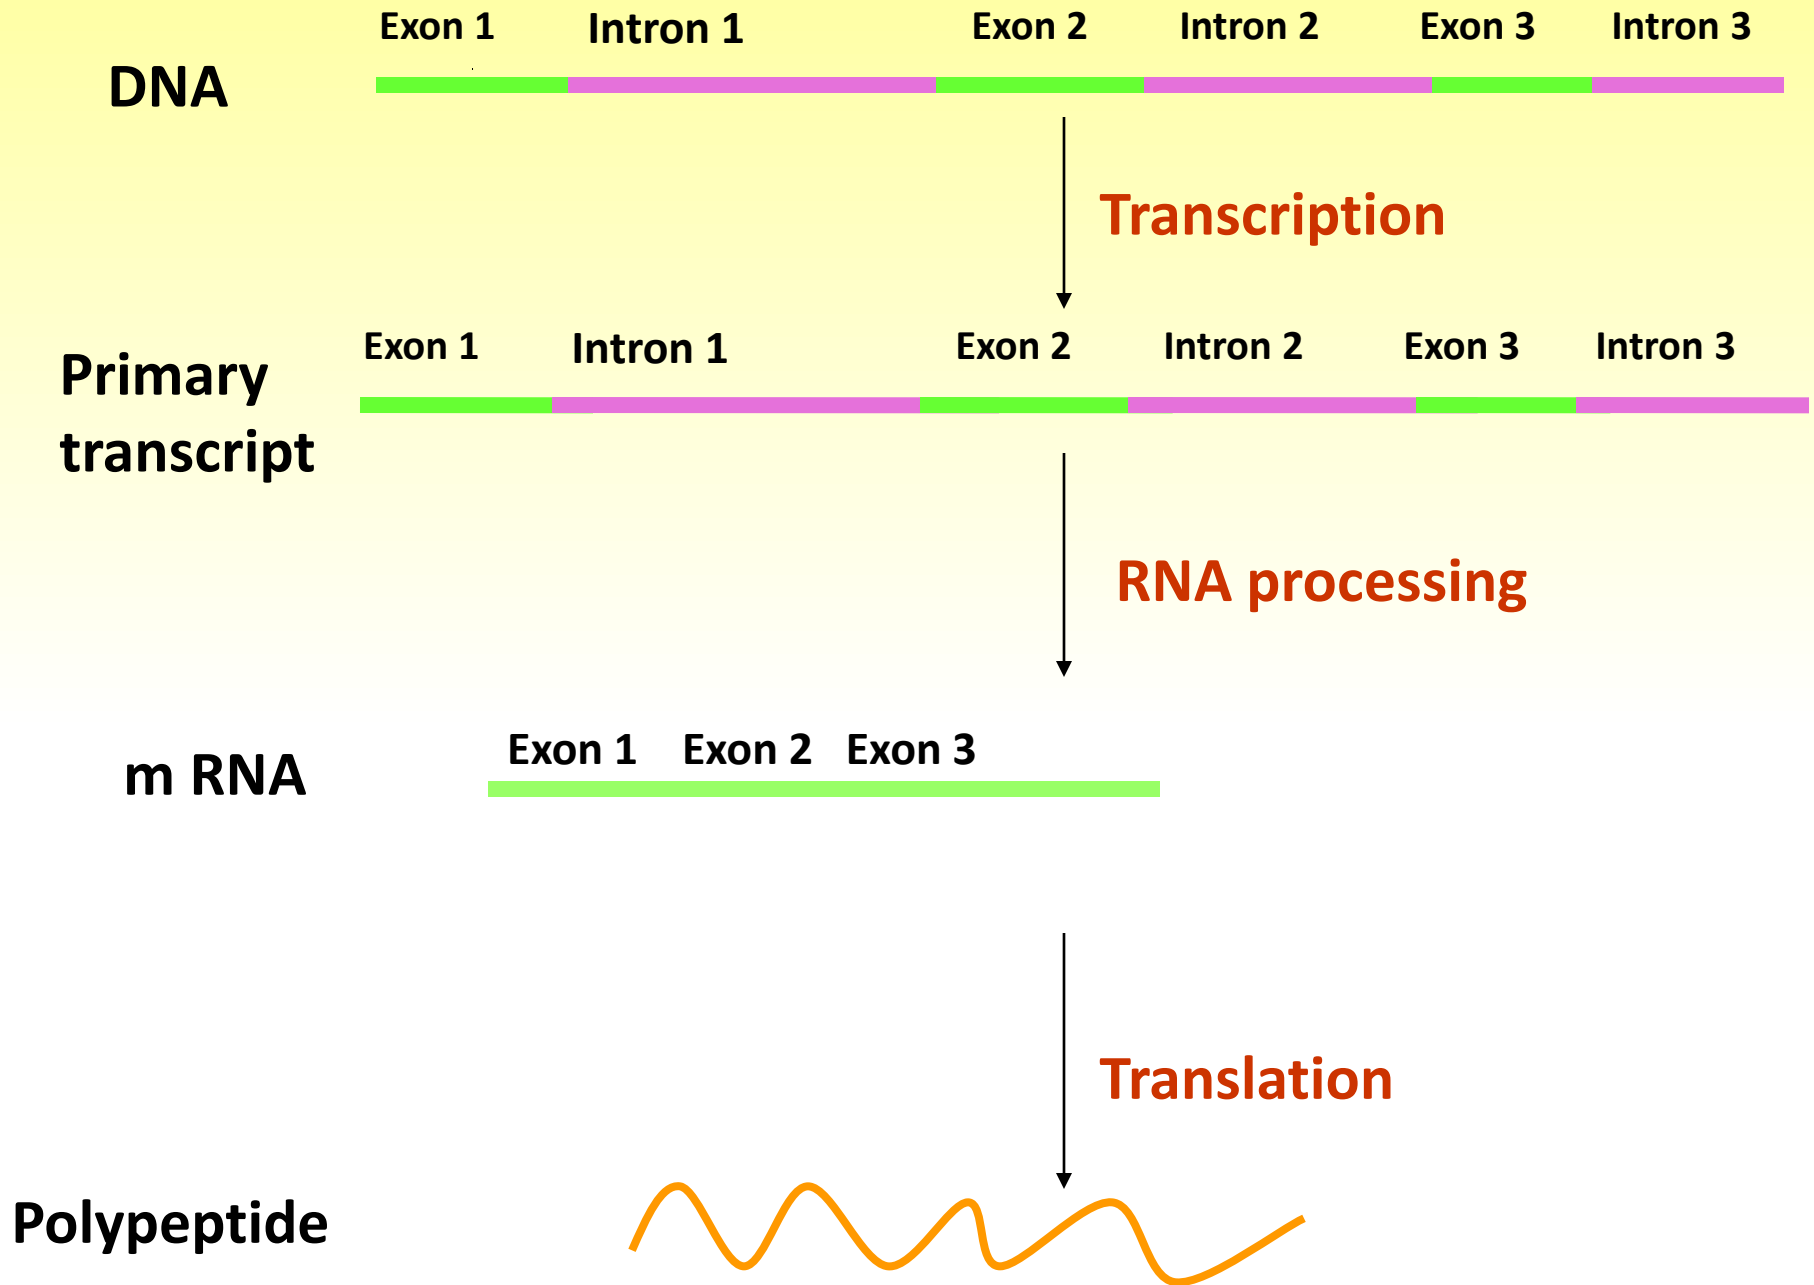 Exon 1 Intron 1 Exon 2 Intron 2 Exon 3 Intron 3
DNA
Transcription
Exon 1 Intron 1 Exon 2 Intron 2 Exon 3 Intron 3
Primary
transcript
RNA processing
Exon 1 Exon 2 Exon 3
m RNA
Translation
Polypeptide